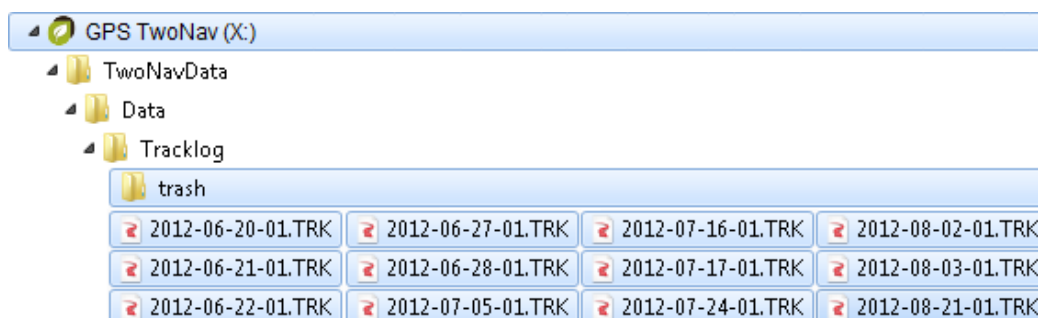 GPS TwoNav (X:)
TwoNavData
Data
Tracklog
trash
2012-06-20-01.TRK 2012-06-27-01.TRK 2012-07-16-01.TRK 2012-08-02-01.TRK
2012-06-21-01.TRK 2012-06-28-01.TRK 2012-07-17-01.TRK 2012-08-03-01.TRK
2012-06-22-01.TRK 2012-07-05-01.TRK 2012-07-24-01.TRK 2012-08-21-01.TRK